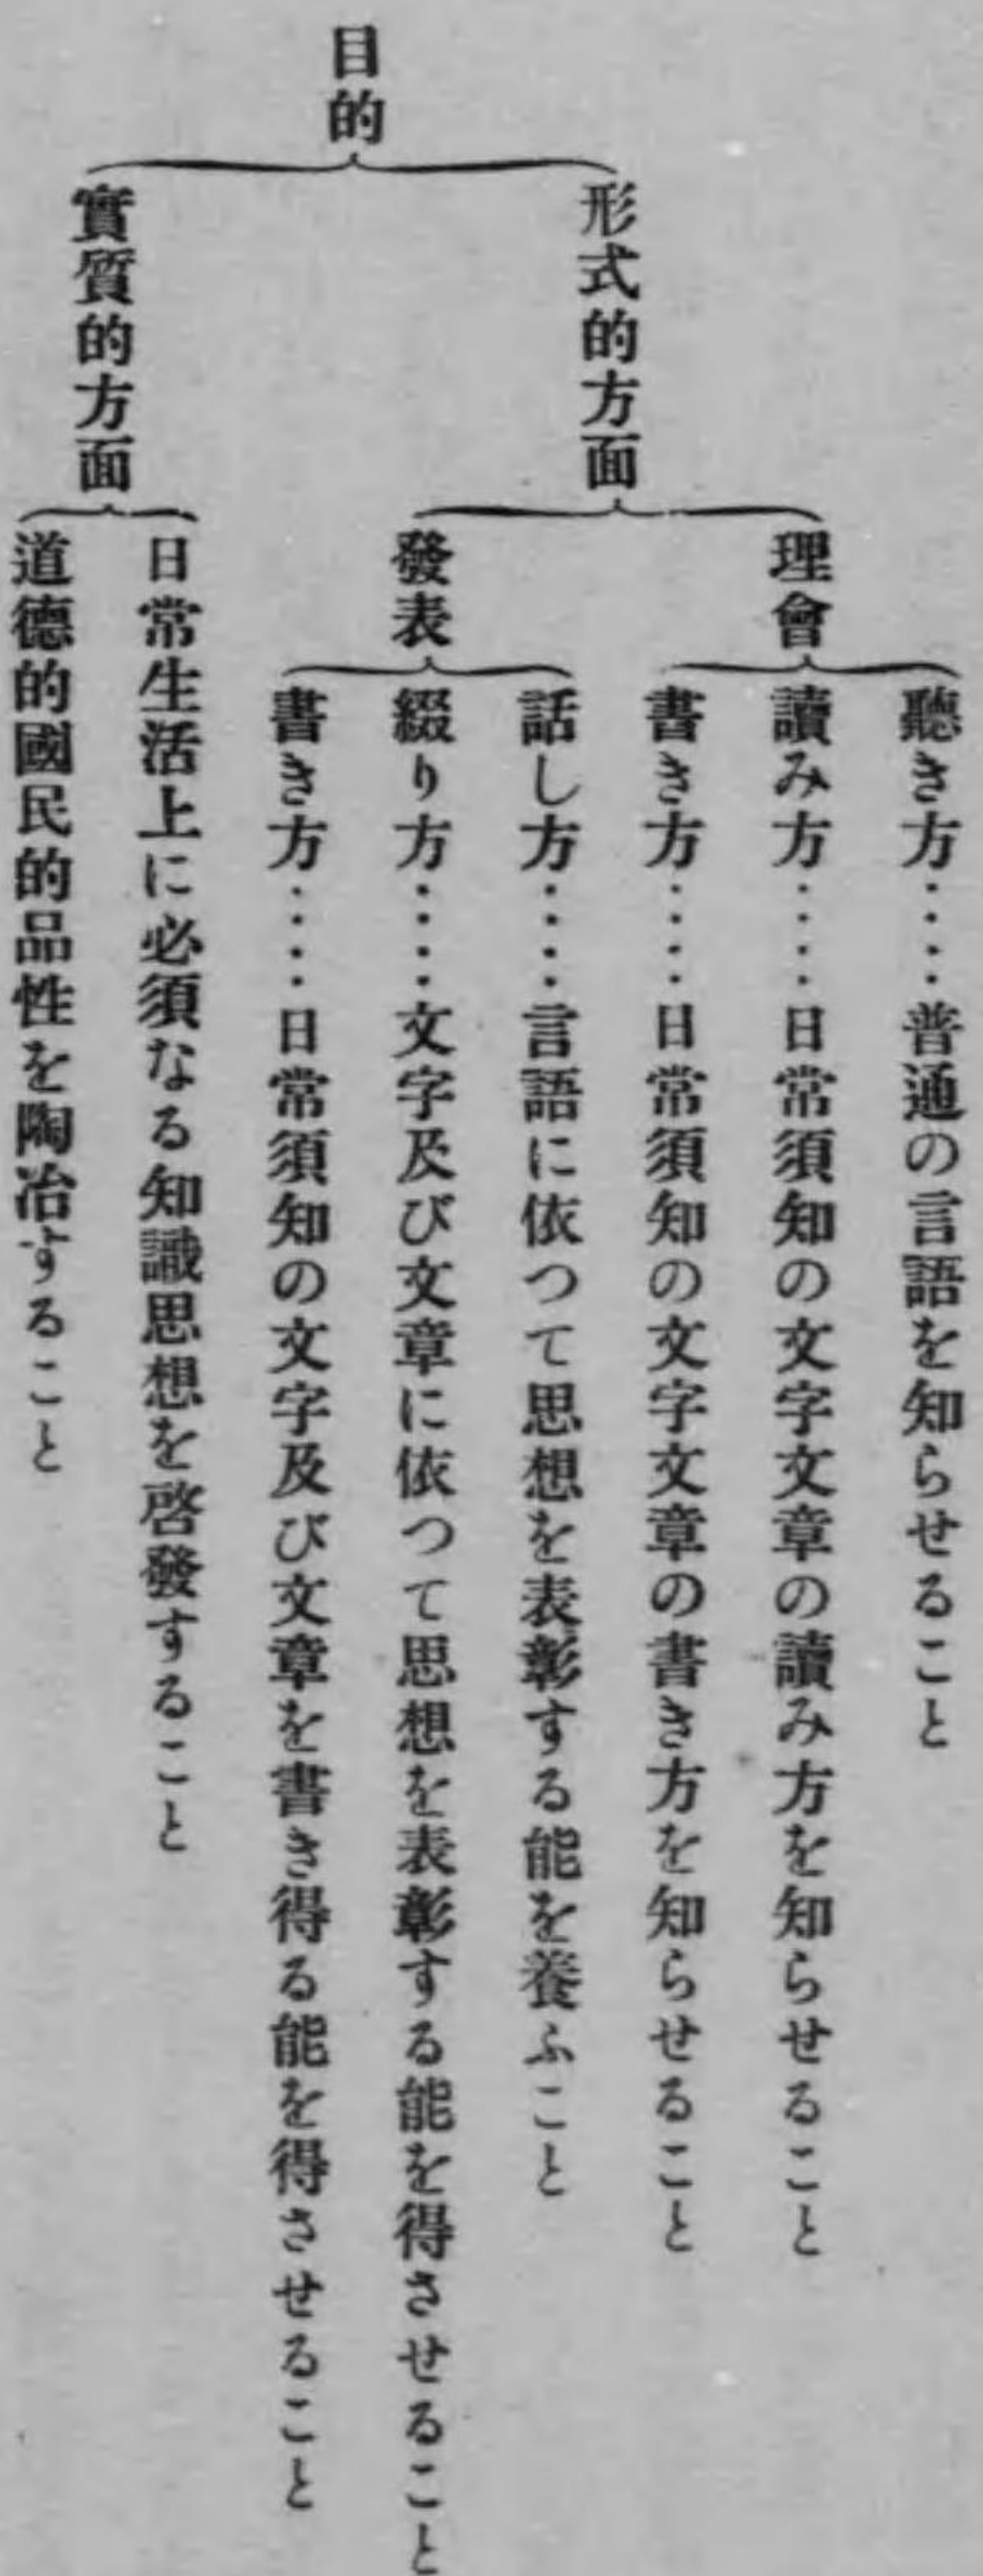 目的
形式的方面
理會
聽き方‥‥普通の言語を知らせること
讀み方‥‥日常須知の文字文章の讀み方を知らせること
書き方‥‥日常須知の文字文章の書き方を知らせること
發表
話し方‥‥言語に依つて思想を表彰する能を養ふこと
綴り方‥‥文字及び文章に依つて思想を表彰する能を得させること
書き方‥‥日常須知の文字及び文章を書き得る能を得させること
實質的方面
日常生活上に必須なる知識思想を啓發すること
道德的國民的品性を陶冶すること